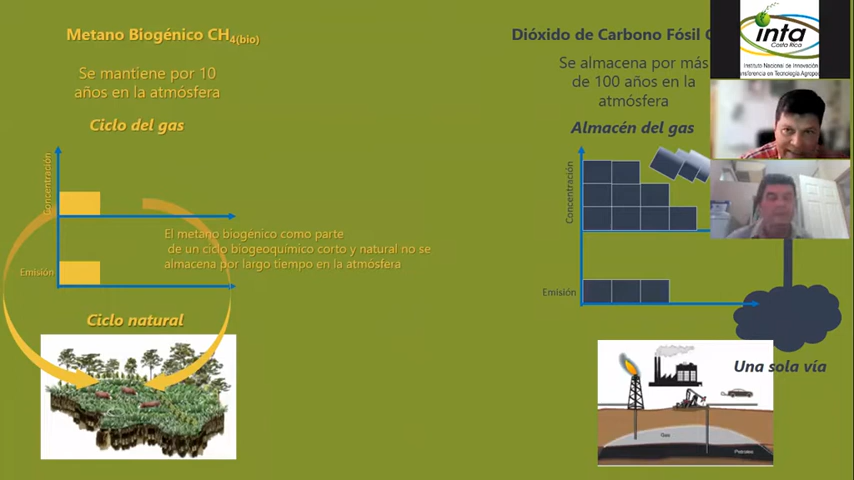 Metano Biogénico CH4(bio)
Se mantiene por 10
años en la atmósfera
Ciclo del gas
Concentración
Emisión
El metano biogenico como parte
de un ciclo biogeoquimico corto y natural no se
almacena por largo tiempo en la atmósfera
Ciclo natural
Dióxido de Carbono Fósil
Se almacena por más
de 100 años en la
atmósfera
Almacén del gas
Concentración
Emisión
Una sola vía
Gas
Petroleo
inta
Costa Rica
Instituto Nacional de Innovación